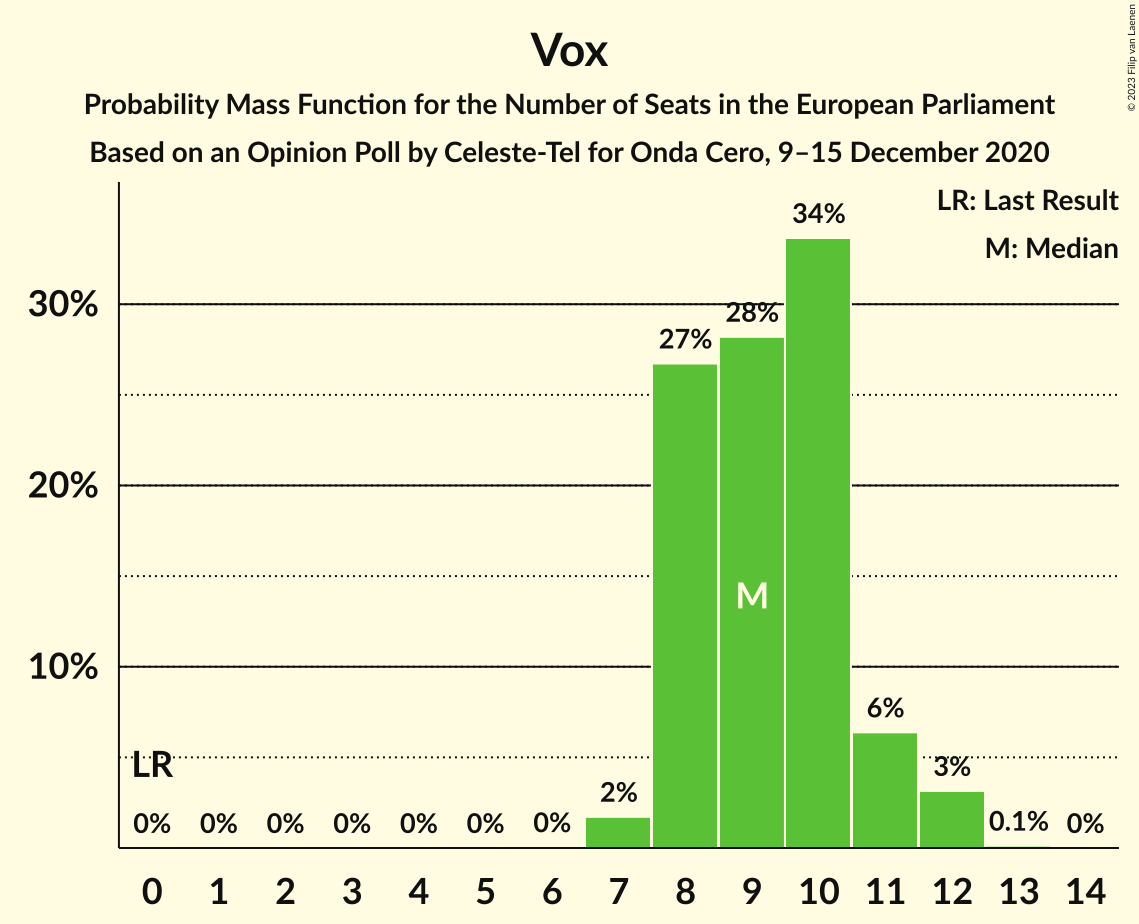 Vox
Probability Mass Function for the Number of Seats in the European Parliament
Based on an Opinion Poll by Celeste-Tel for Onda Cero, 9–15 December 2020
© 2023 Filip van Laenen
LR: Last Result
M: Median
34%
30%
28%
27%
20%
M
10%
6%
LR
3%
2%
0% 0% 0% 0% 0% 0% 0% 0.1% 0%
0 1 2 3 4 5 6 7 8 9 10 11 12 13 14